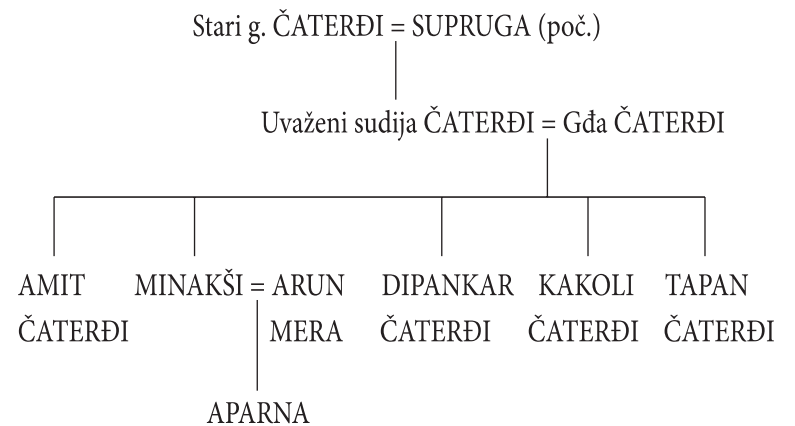 Stari g. ČATERĐI = SUPRUGA (poč.)
Uvaženi sudija ČATERĐI = Gđa ČATERĐI
AMIT MINAKŠI = ARUN DIPANKAR KAKOLI TAPAN
ČATERĐI MERA ČATERĐI ČATERĐI ČATERĐI
APARNA